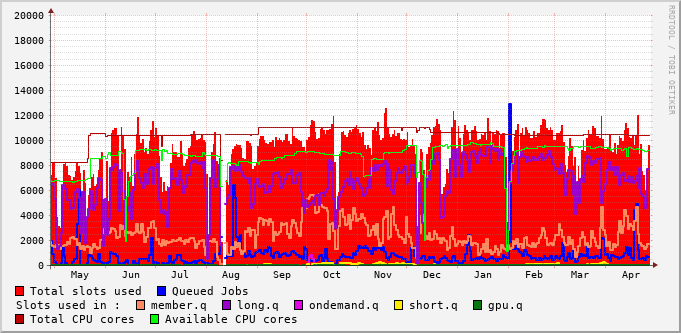 20000
18000
16000
14000
12000
10000
8000
6000
4000
2000
0
May Jun Jul Aug Sep Oct Nov Dec Jan Feb Mar Apr
RRDTOOL / TOBI OETIKER
Total slots used Queued Jobs
Slots used in : member.q long.q ondemand.q short.q gpu.q
Total CPU cores Available CPU cores